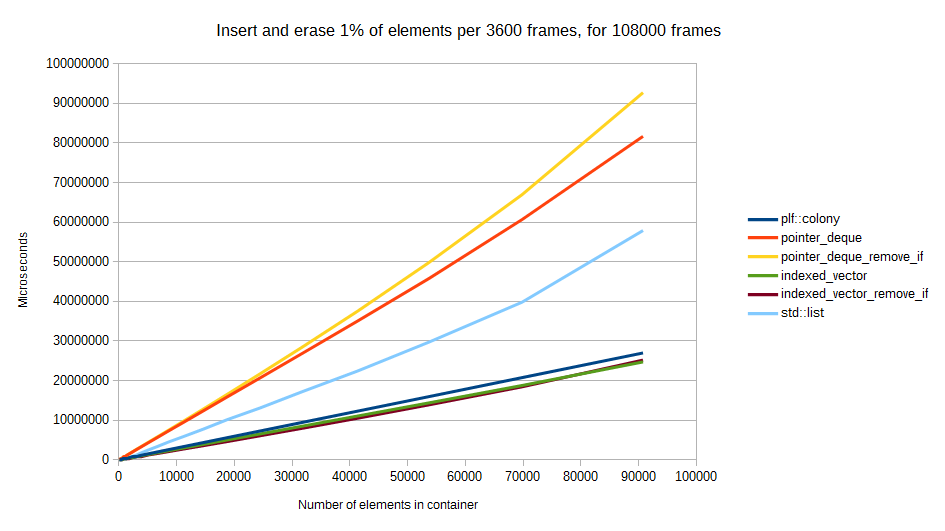 Insert and erase 1% of elements per 3600 frames, for 108000 frames
100000000
90000000
80000000
70000000
60000000
50000000
40000000
30000000
20000000
10000000
0
Microseconds
0 10000 20000 30000 40000 50000 60000 70000 80000 90000 100000
Number of elements in container
plf::colony
pointer_deque
pointer_deque_remove_if
indexed_vector
indexed_vector_remove_if
std::list